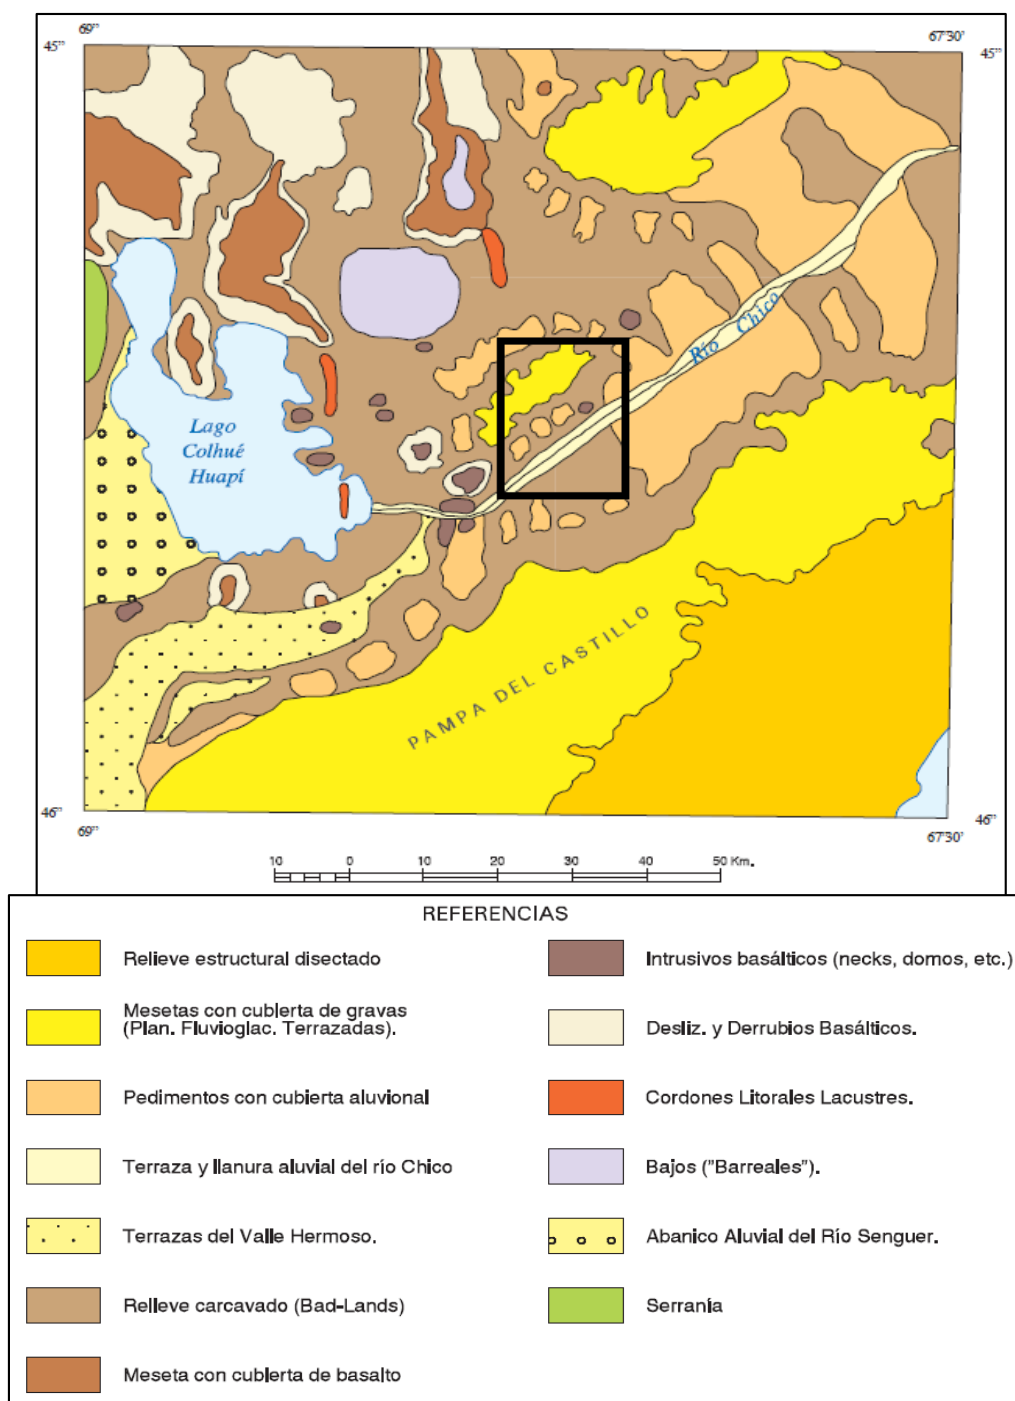 69"
67'30'
45"
45"
Río Chico
Lago
Colhué
Huapí
PAMPA DEL CASTILLO
46"
46"
69"
67'30'
10 0 10 20 30 40 50 Km.
REFERENCIAS
Relieve estructural disectado
Mesetas con cubierta de gravas
(Plan. Fluvioglac. Terrazadas).
Pedimentos con cubierta aluvional
Terraza y llanura aluvial del río Chico
Terrazas del Valle Hermoso.
Relleve carcavado (Bad-Lands)
Meseta con cubierta de basalto
Intrusivos basálticos (necks, domos, etc.)
Desliz. y Derrubios Basálticos.
Cordones Litorales Lacustres.
Bajos ("Barreales").
Abanico Aluvial del Río Senguer.
Serranía